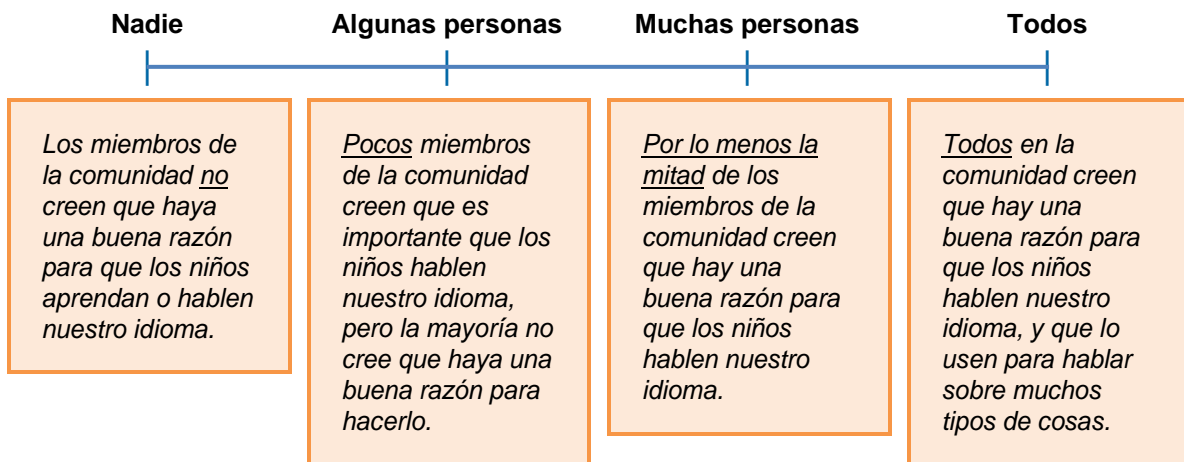 Nadie
Algunas personas
Muchas personas
Todos
Los miembros de
la comunidad no
creen que haya
una buena razón
para que los niños
aprendan o hablen
nuestro idioma.
Pocos miembros
de la comunidad
creen que es
importante que los
niños hablen
nuestro idioma,
pero la mayoría no
cree que haya una
buena razón para
hacerlo.
Por lo menos la
mitad de los
miembros de la
comunidad creen
que hay una
buena razón para
que los niños
hablen nuestro
idioma.
Todos en la
comunidad creen
que hay una
buena razón para
que los niños
hablen nuestro
idioma, y que lo
usen para hablar
sobre muchos
tipos de cosas.